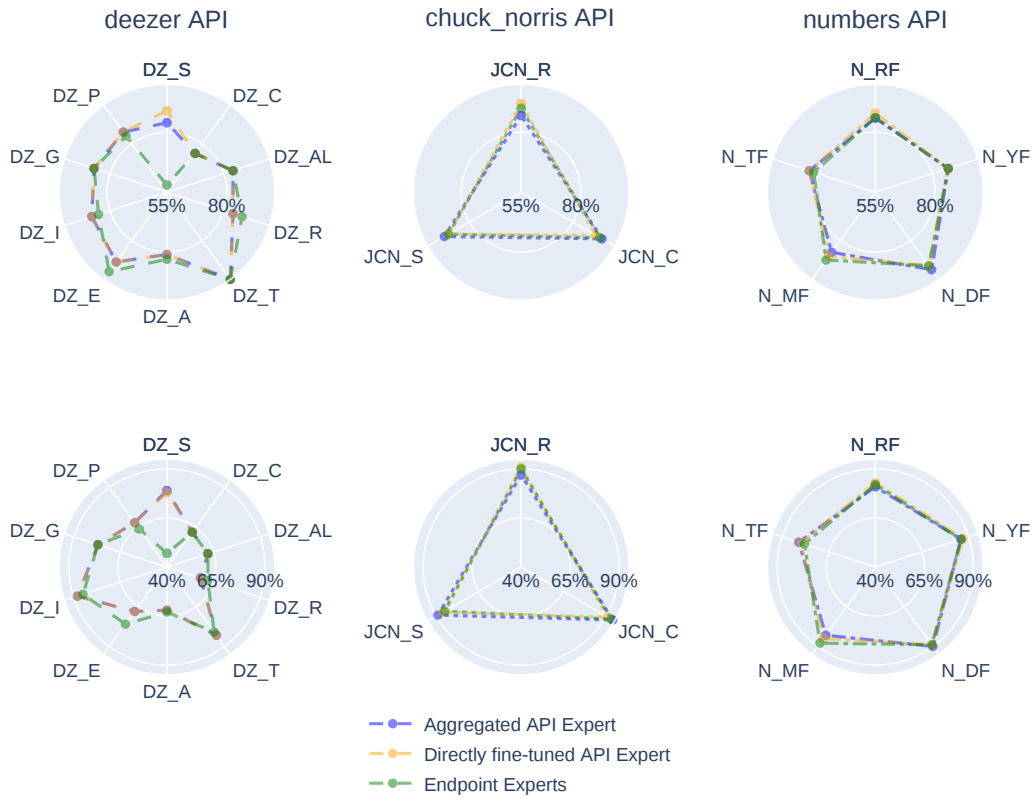 deezer API
chuck_norris API
numbers API
DZ_S
DZ_P
DZ_C
DZ_G
DZ_AL
55%
80%
DZ_I
DZ_R
DZ_E
DZ_T
DZ_A
JCN_R
55%
80%
JCN_S
JCN_C
N_RF
N_TF
N_YF
55%
80%
N_MF
N_DF
DZ_S
DZ_P
DZ_C
DZ_G
DZ_AL
40%
65%
90%
DZ_I
DZ_R
DZ_E
DZ_T
DZ_A
JCN_R
40%
65%
90%
JCN_S
JCN_C
N_RF
N_TF
N_YF
40%
65%
90%
N_MF
N_DF
Aggregated API Expert
Directly fine-tuned API Expert
Endpoint Experts